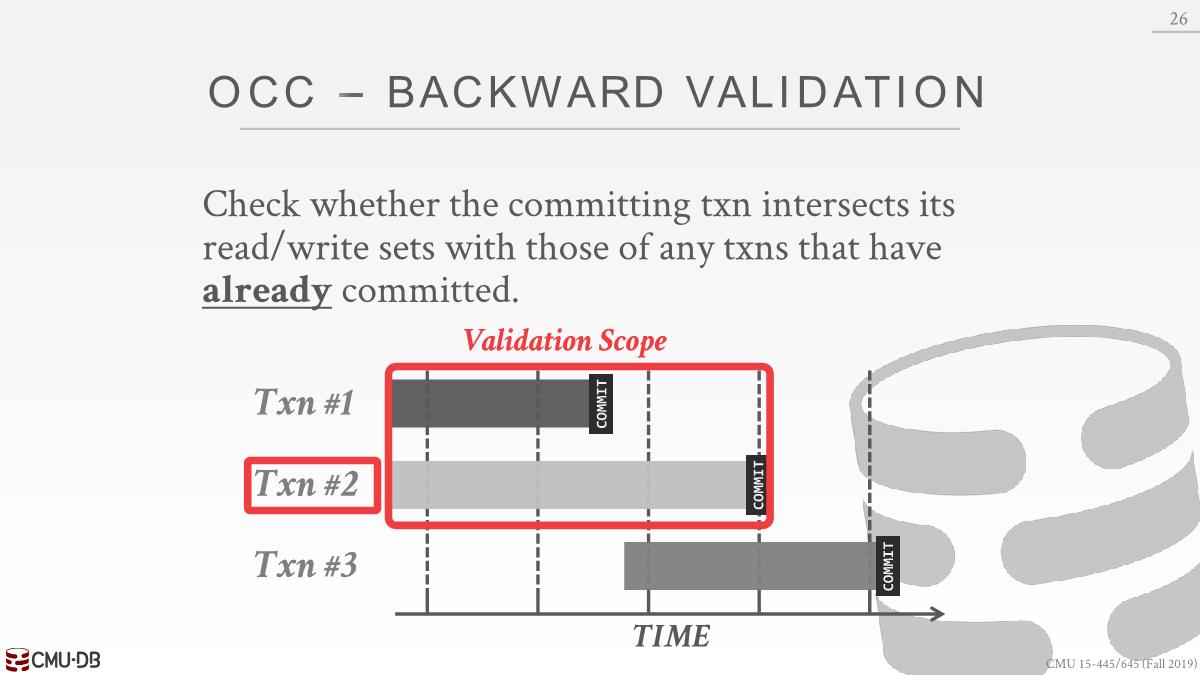 26
OCC – BACKWARD VALIDATION
Check whether the committing txn intersects its
read/write sets with those of any txns that have
already committed.
Validation Scope
Txn #1
COMMIT
Txn #2
COMMIT
Txn #3
COMMIT
TIME
CMU·DB
CMU 15-445/645 (Fall 2019)